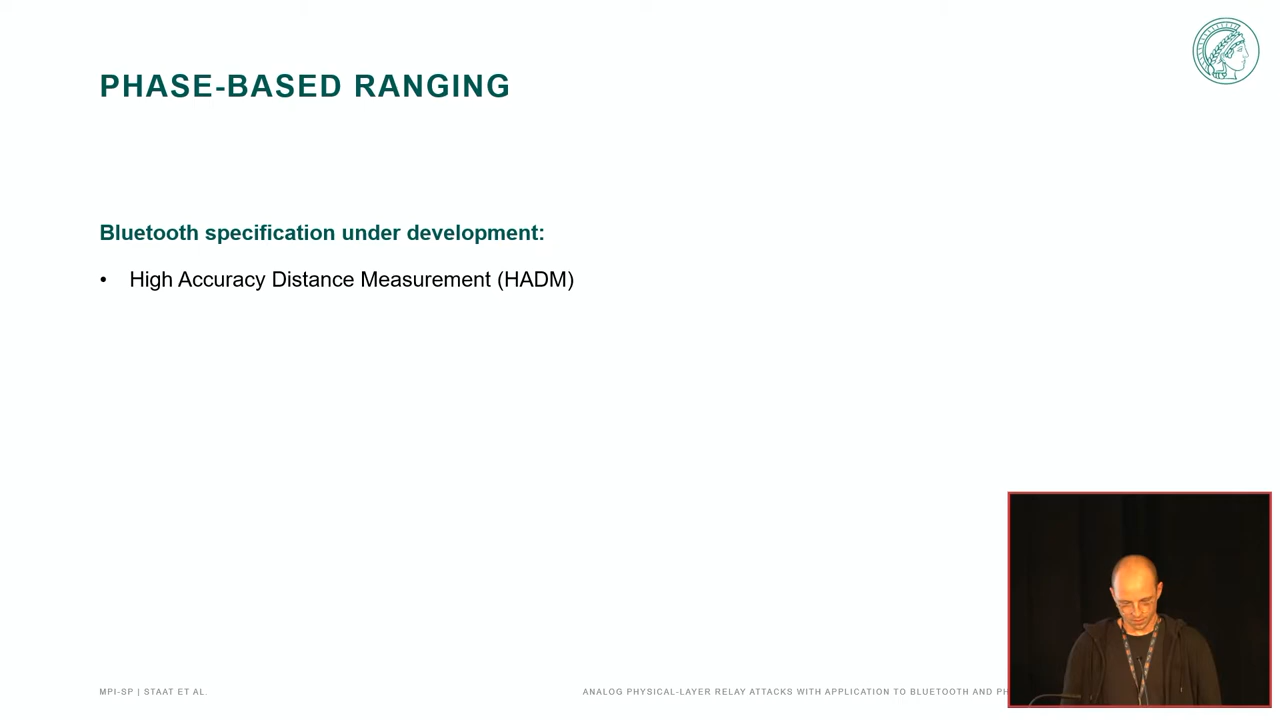 PHASE-BASED RANGING
Bluetooth specification under development:
• High Accuracy Distance Measurement (HADM)
MPI-SP | STAAT ET AL.
ANALOG PHYSICAL-LAYER RELAY ATTACKS WITH APPLICATION TO BLUETOOTH AND PH